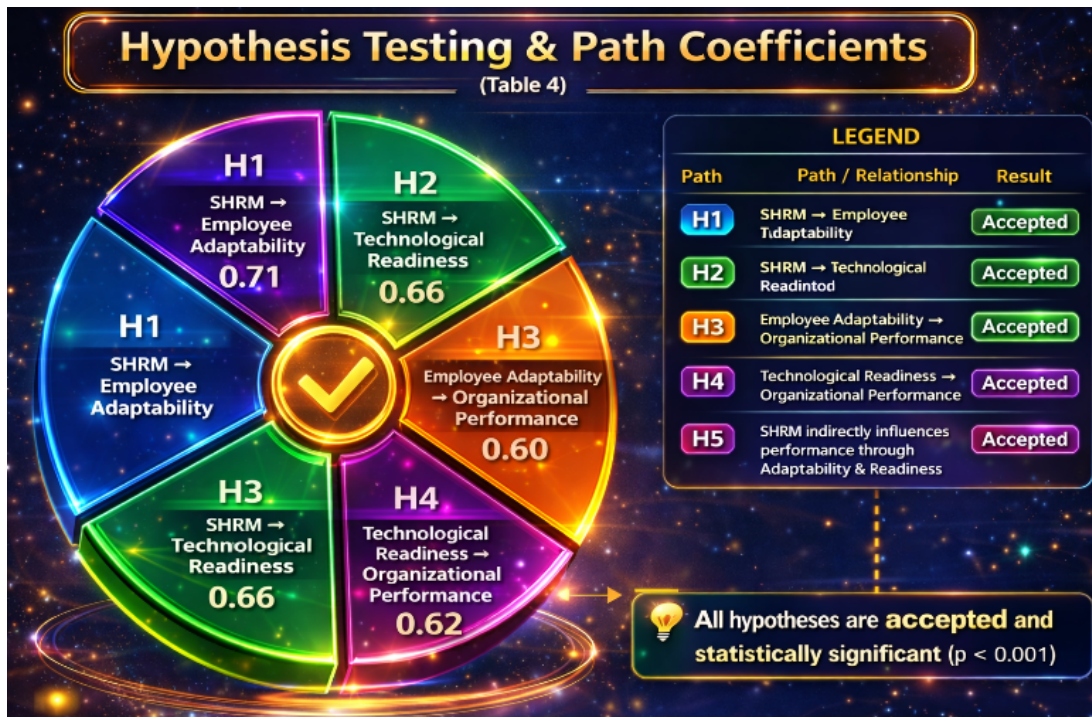 Hypothesis Testing & Path Coefficients
(Table 4)
H1
SHRM →
Employee
Adaptability
0.71
H2
SHRM →
Technological
Readiness
0.66
H3
Employee Adaptability
→ Organizational
Performance
0.60
H4
Technological
Readiness →
Organizational
Performance
0.62
H3
SHRM →
Technological
Readiness
0.66
H1
SHRM →
Employee
Adaptability
LEGEND
Path Path / Relationship Result
H1 SHRM → Employee Accepted
Tıdaptability
H2 SHRM → Technological Accepted
Readintod
H3 Employee Adaptability → Accepted
Organizational Performance
H4 Technological Readiness → Accepted
Organizational Performance
H5 SHRM indirectly influences Accepted
performance through
Adaptability & Readiness
All hypotheses are accepted and
statistically significant (p < 0.001)